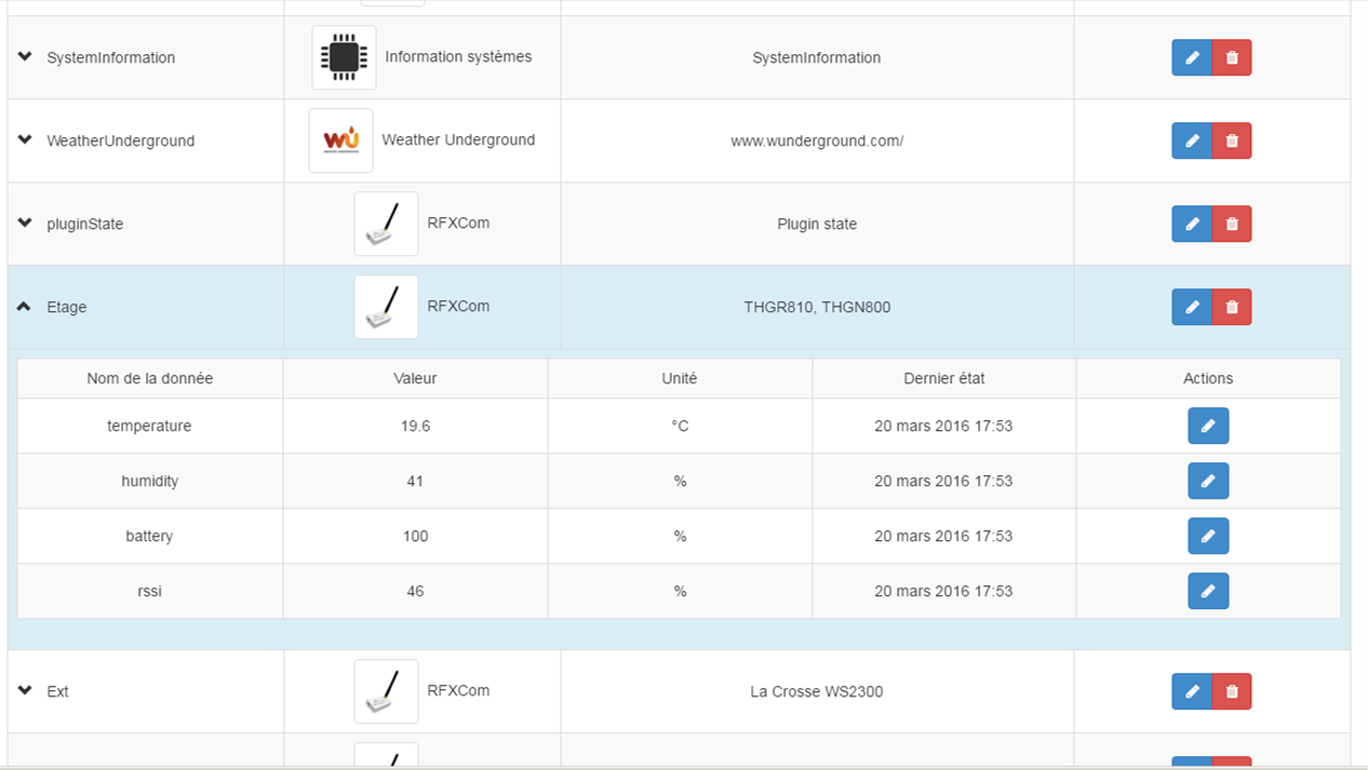 SystemInformation Information systèmes SystemInformation
WeatherUnderground WU Weather Underground www.wunderground.com/
pluginState RFXCom Plugin state
Etage RFXCom THGR810, THGN800
Nom de la donnée Valeur Unité Dernier état Actions
temperature 19.6 °C 20 mars 2016 17:53
humidity 41 % 20 mars 2016 17:53
battery 100 % 20 mars 2016 17:53
rssi 46 % 20 mars 2016 17:53
Ext RFXCom La Crosse WS2300